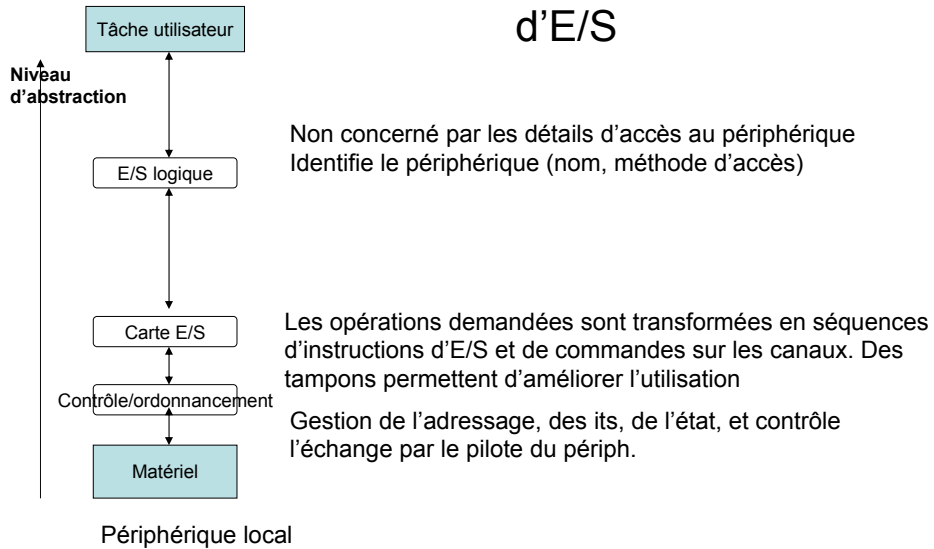 d’E/S
Tâche utilisateur
Niveau
d’abstraction
Non concerné par les détails d’accès au périphérique
Identifie le périphérique (nom, méthode d’accès)
E/S logique
Carte E/S
Les opérations demandées sont transformées en séquences
d’instructions d’E/S et de commandes sur les canaux. Des
tampons permettent d’améliorer l’utilisation
Contrôle/ordonnancement
Gestion de l’adressage, des its, de l’état, et contrôle
l’échange par le pilote du périph.
Matériel
Périphérique local